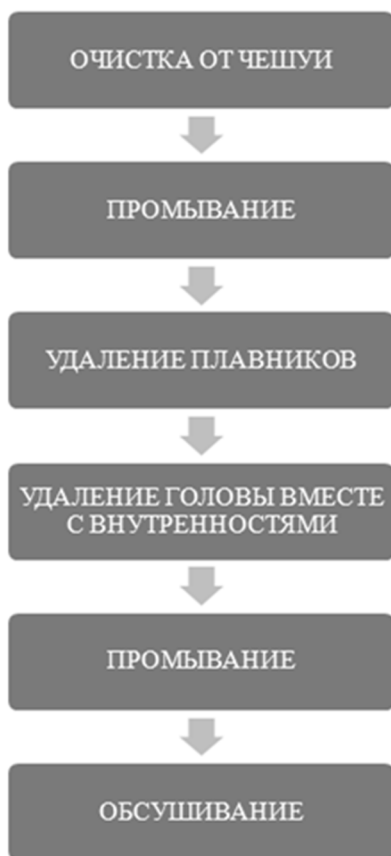 ОЧИСТКА ОТ ЧЕШУИ
ПРОМЫВАНИЕ
УДАЛЕНИЕ ПЛАВНИКОВ
УДАЛЕНИЕ ГОЛОВЫ ВМЕСТЕ
С ВНУТРЕННОСТЯМИ
ПРОМЫВАНИЕ
ОБСУШИВАНИЕ